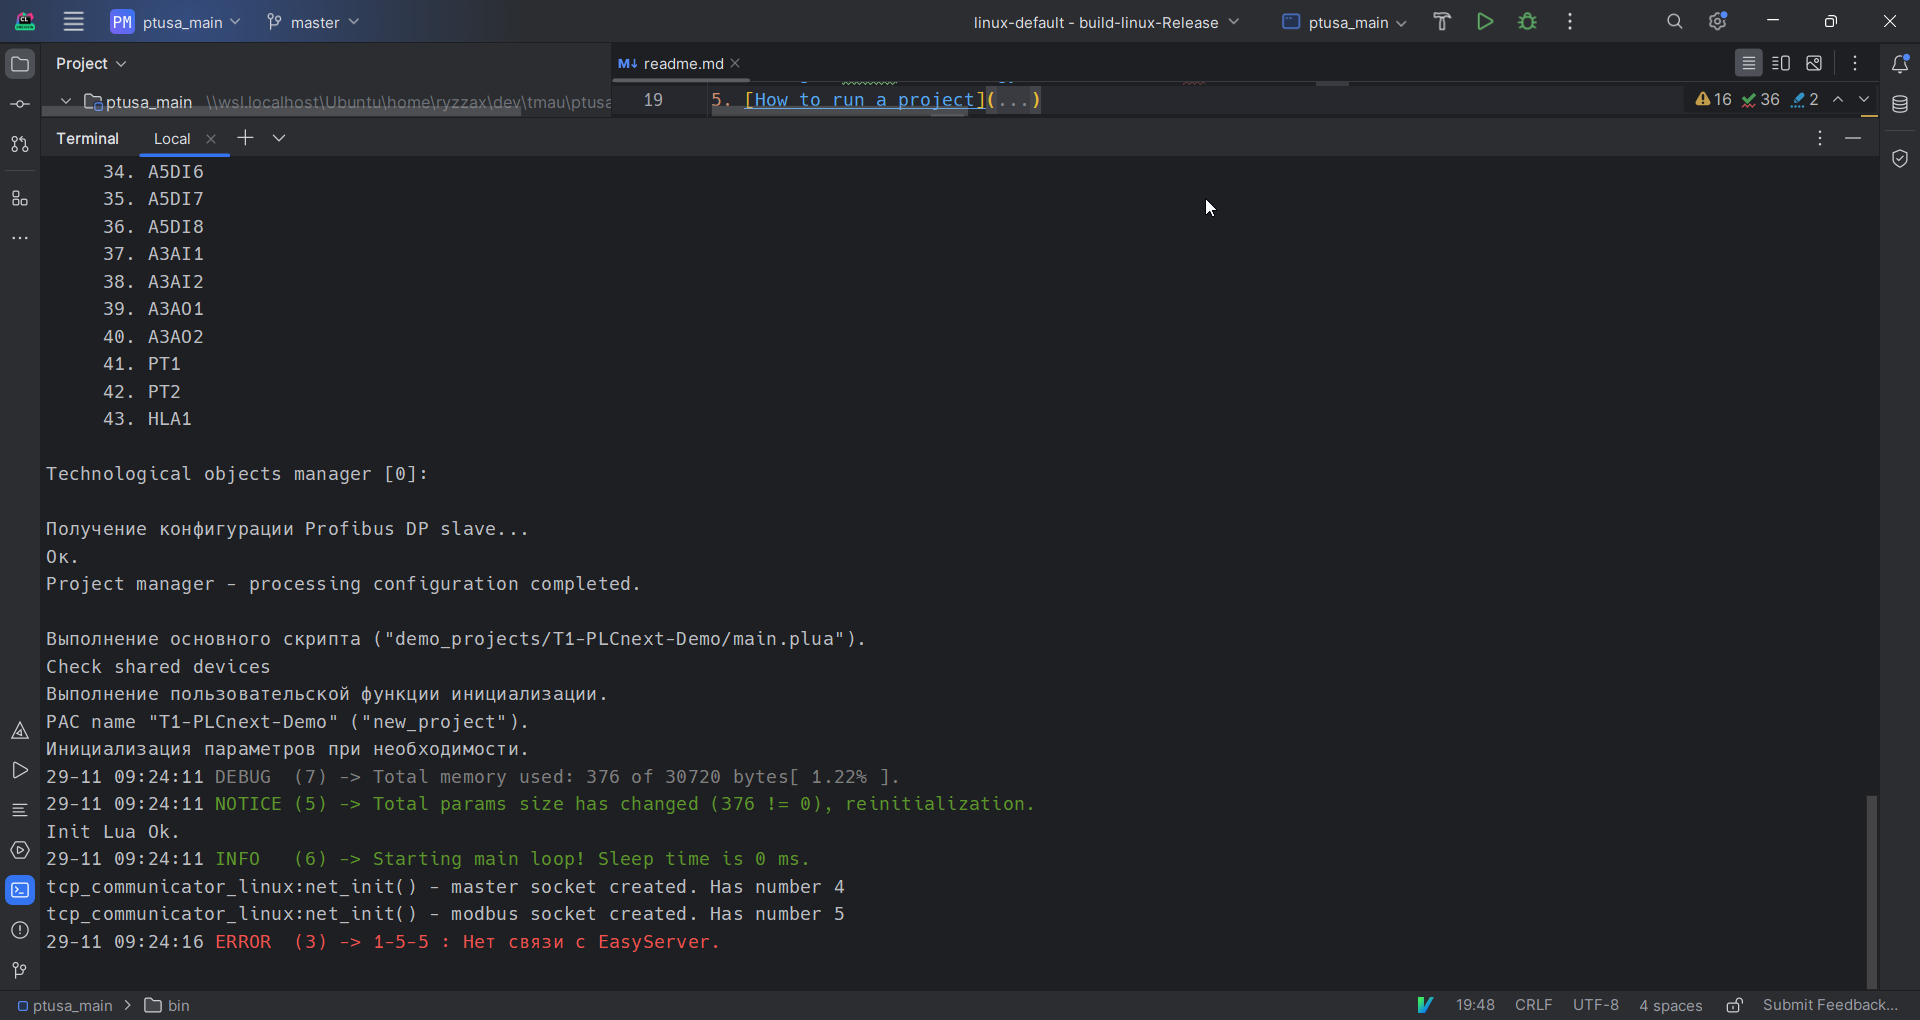 PM ptusa_main master linux-default - build-linux-Release ptusa_main
Project readme.md
ptusa_main \\wsl.localhost\Ubuntu\home\ryzzax\dev\tmau\ptusa 19 5. [How to run a project](...) 16 36 2
Terminal Local
34. A5DI6
35. A5DI7
36. A5DI8
37. A3AI1
38. A3AI2
39. A3AO1
40. A3AO2
41. PT1
42. PT2
43. HLA1
Technological objects manager [0]:
Получение конфигурации Profibus DP slave...
Ок.
Project manager - processing configuration completed.
Выполнение основного скрипта ("demo_projects/T1-PLCnext-Demo/main.plua").
Check shared devices
Выполнение пользовательской функции инициализации.
PAC name "T1-PLCnext-Demo" ("new_project").
Инициализация параметров при необходимости.
29-11 09:24:11 DEBUG (7) -> Total memory used: 376 of 30720 bytes[ 1.22% ].
29-11 09:24:11 NOTICE (5) -> Total params size has changed (376 != 0), reinitialization.
Init Lua Ok.
29-11 09:24:11 INFO (6) -> Starting main loop! Sleep time is 0 ms.
tcp_communicator_linux:net_init() - master socket created. Has number 4
tcp_communicator_linux:net_init() - modbus socket created. Has number 5
29-11 09:24:16 ERROR (3) -> 1-5-5 : Нет связи с EasyServer.
ptusa_main bin 19:48 CRLF UTF-8 4 spaces Submit Feedback...